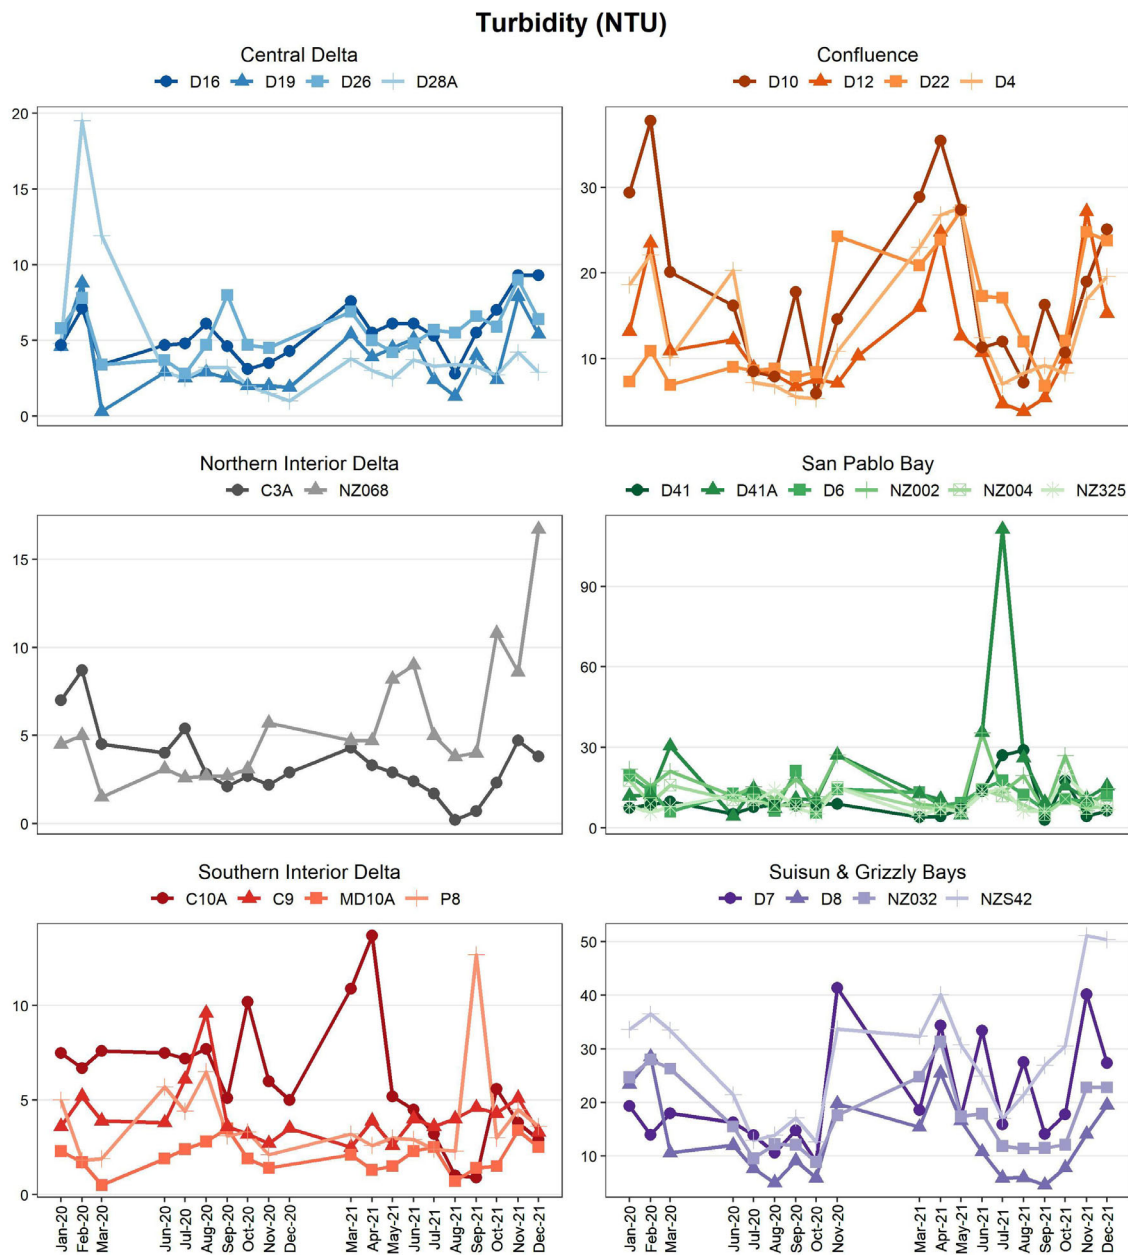 Turbidity (NTU)
Central Delta
D16 D19 D26 D28A
20
15
10
5
0
Confluence
D10 D12 D22 D4
30
20
10
Northern Interior Delta
C3A NZ068
15
10
5
0
San Pablo Bay
D41 D41A D6 NZ002 NZ004 NZ325
90
60
30
0
Southern Interior Delta
C10A C9 MD10A P8
10
5
0
Jan-20
Feb-20
Mar-20
Jun-20
Jul-20
Aug-20
Sep-20
Oct-20
Nov-20
Dec-20
Mar-21
Apr-21
May-21
Jun-21
Jul-21
Aug-21
Sep-21
Oct-21
Nov-21
Dec-21
Suisun & Grizzly Bays
D7 D8 NZ032 NZS42
50
40
30
20
10
Jan-20
Feb-20
Mar-20
Jun-20
Jul-20
Aug-20
Sep-20
Oct-20
Nov-20
Mar-21
Apr-21
May-21
Jun-21
Jul-21
Aug-21
Sep-21
Oct-21
Nov-21
Dec-21